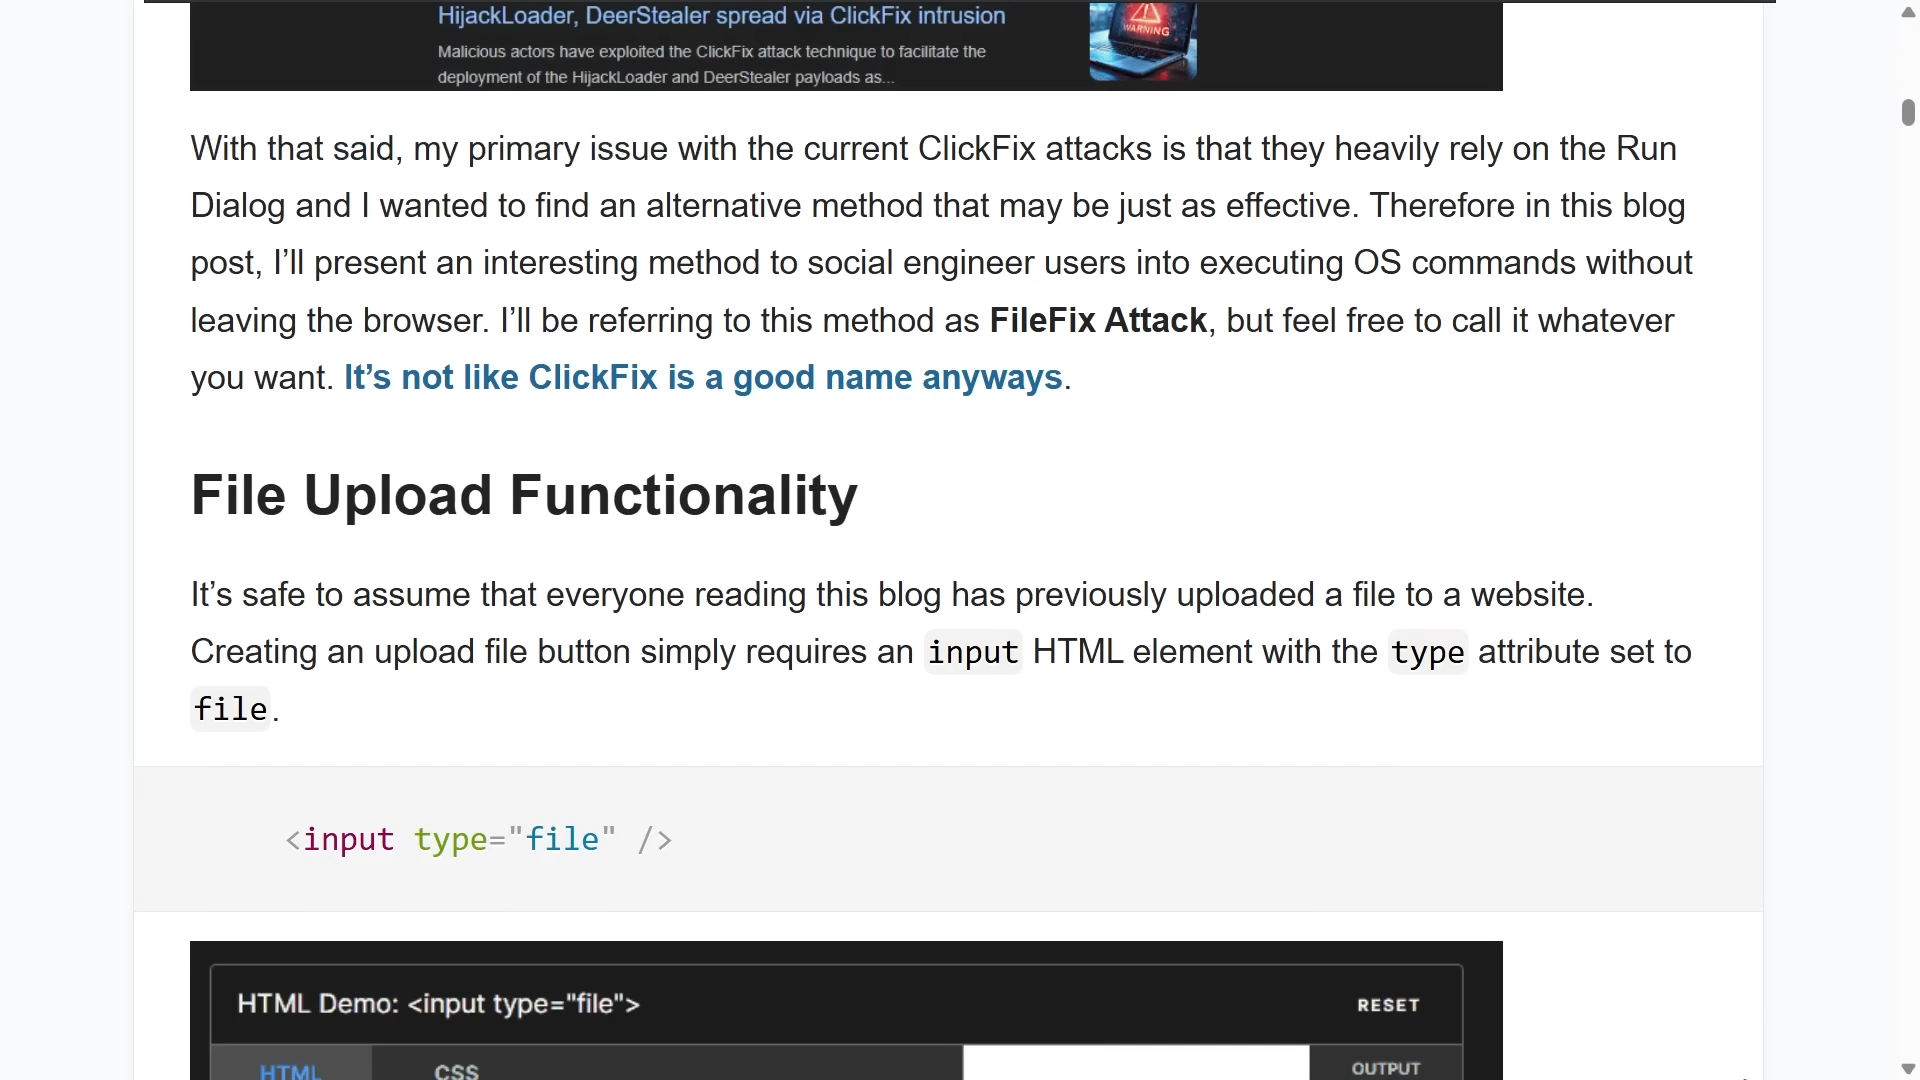 HijackLoader, DeerStealer spread via ClickFix intrusion
Malicious actors have exploited the ClickFix attack technique to facilitate the
deployment of the HijackLoader and DeerStealer payloads as...
WARNING
With that said, my primary issue with the current ClickFix attacks is that they heavily rely on the Run
Dialog and I wanted to find an alternative method that may be just as effective. Therefore in this blog
post, I’ll present an interesting method to social engineer users into executing OS commands without
leaving the browser. I’ll be referring to this method as FileFix Attack, but feel free to call it whatever
you want. It’s not like ClickFix is a good name anyways.
File Upload Functionality
It’s safe to assume that everyone reading this blog has previously uploaded a file to a website.
Creating an upload file button simply requires an input HTML element with the type attribute set to
file.
<input type="file" />
HTML Demo: <input type="file">
RESET
HTML
CSS
OUTPUT